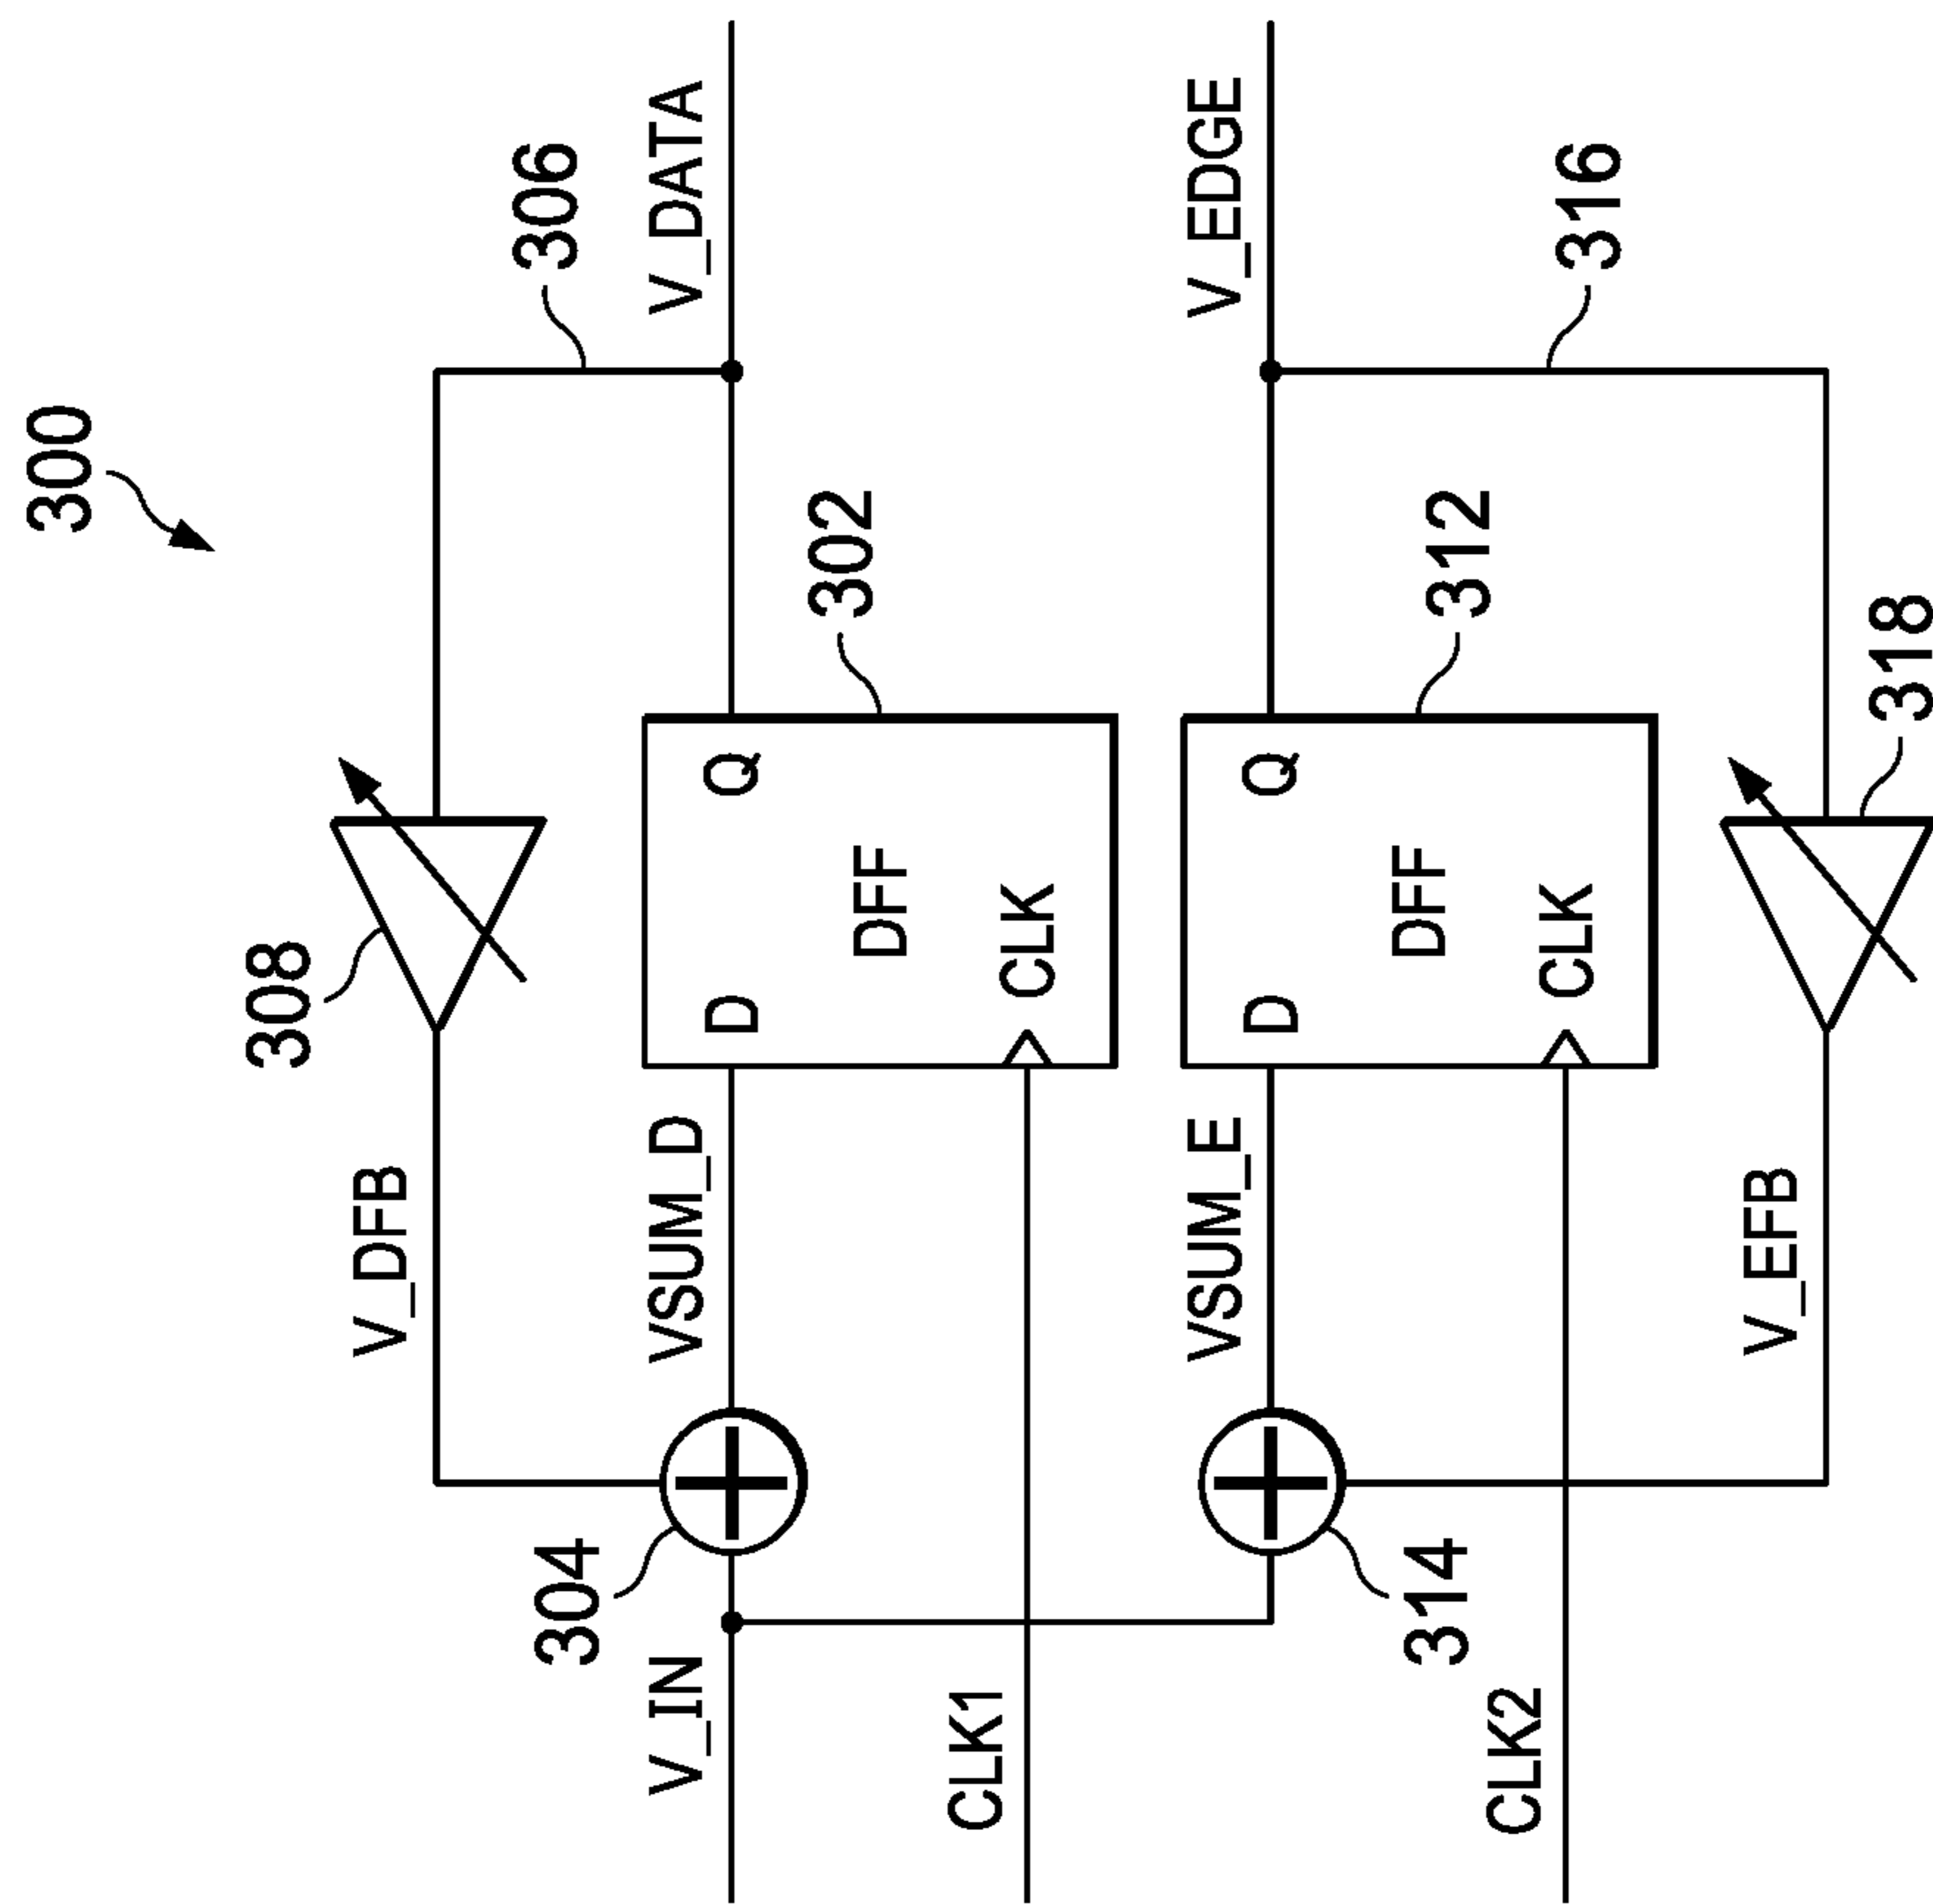 300
308
306
V_DFB
V_DATA
304
V_IN
VSUM_D
D
Q
DFF
CLK
302
CLK1
V_EDGE
VSUM_E
D
Q
DFF
CLK
312
314
CLK2
316
V_EFB
318